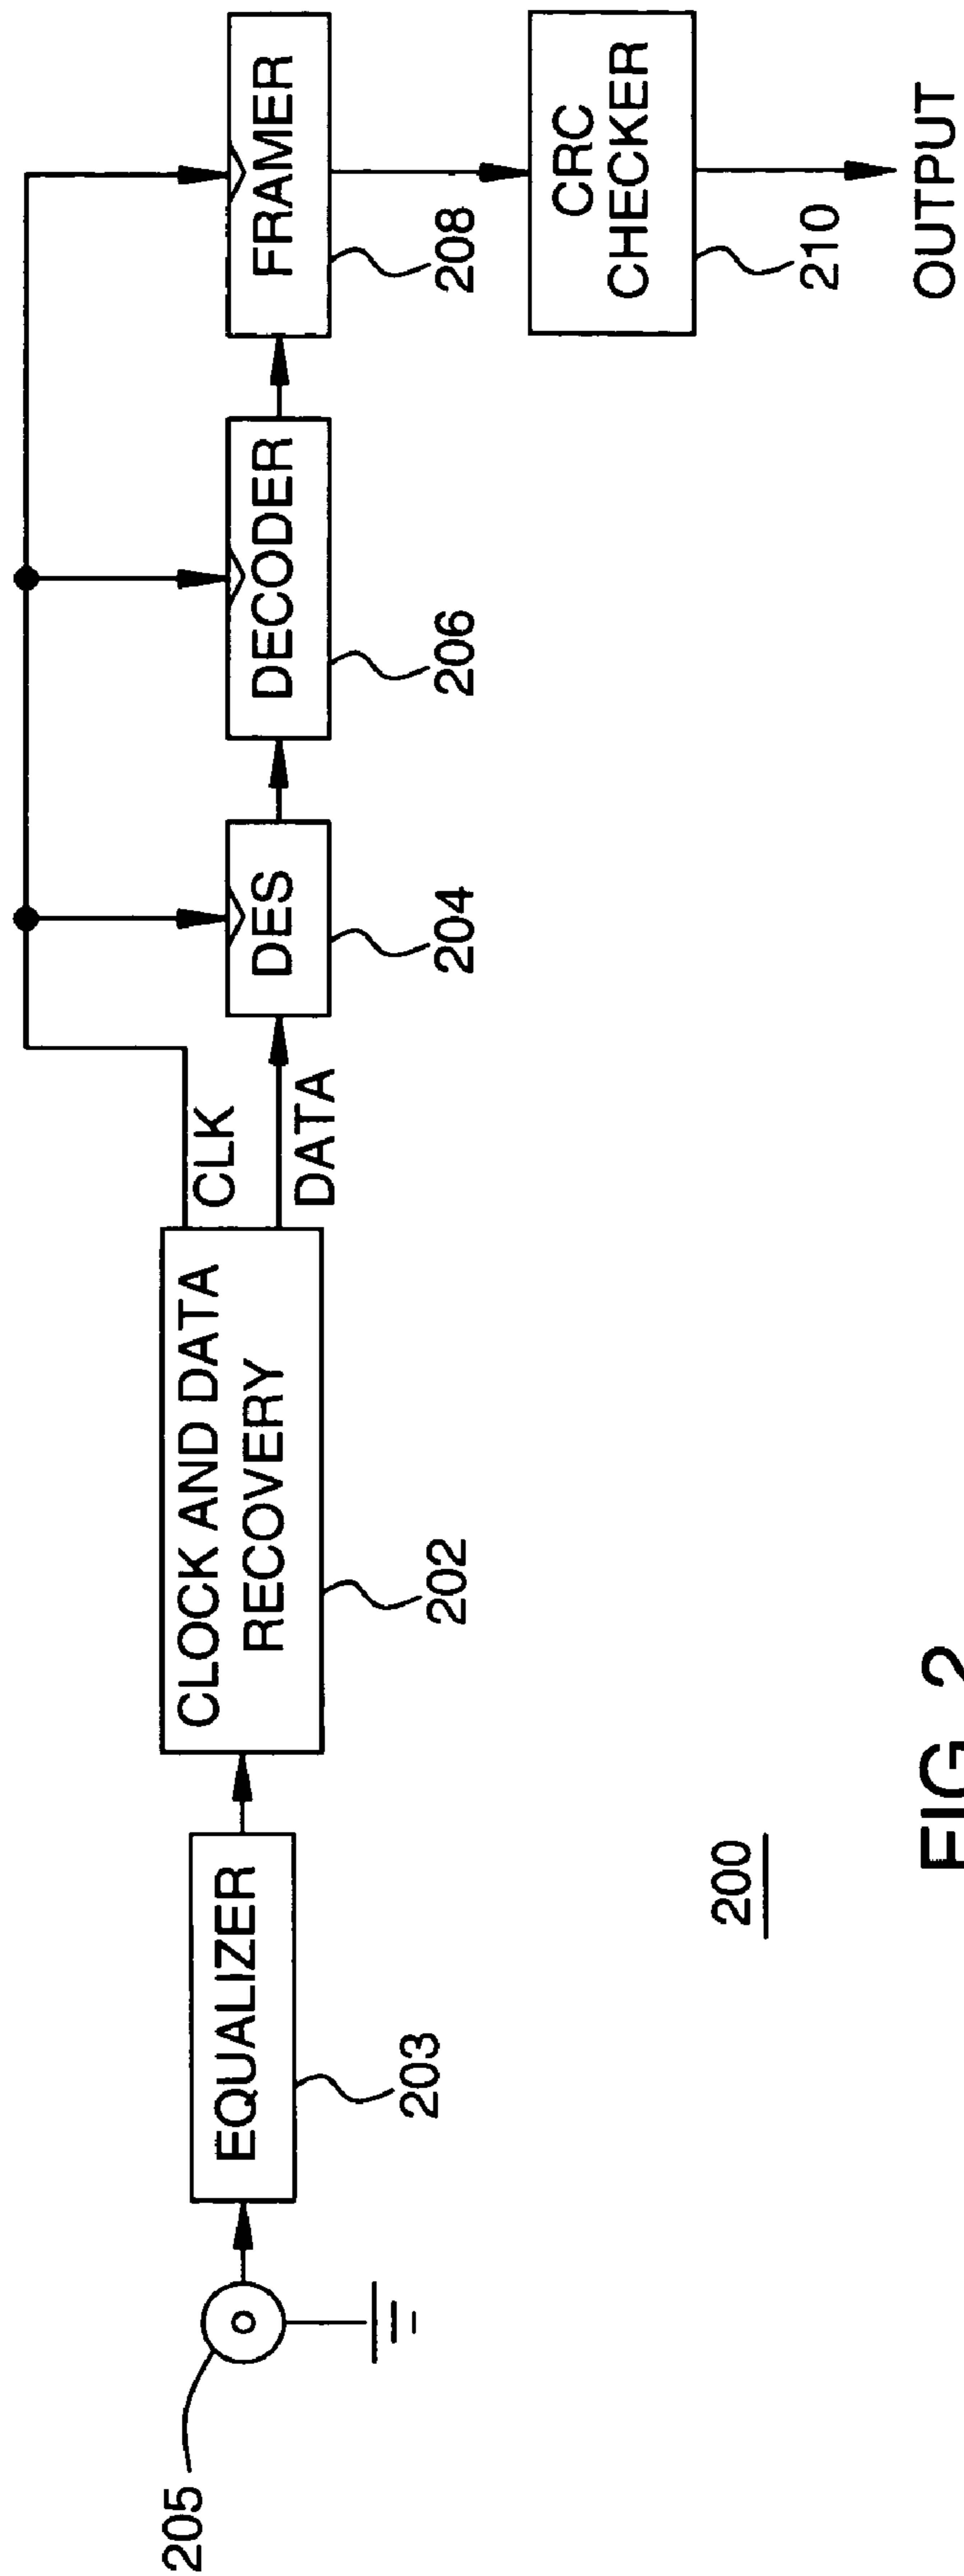 205
EQUALIZER
203
CLOCK AND DATA
RECOVERY
202
CLK
DATA
DES
204
DECODER
206
FRAMER
208
CRC
CHECKER
210
OUTPUT
200
FIG. 2